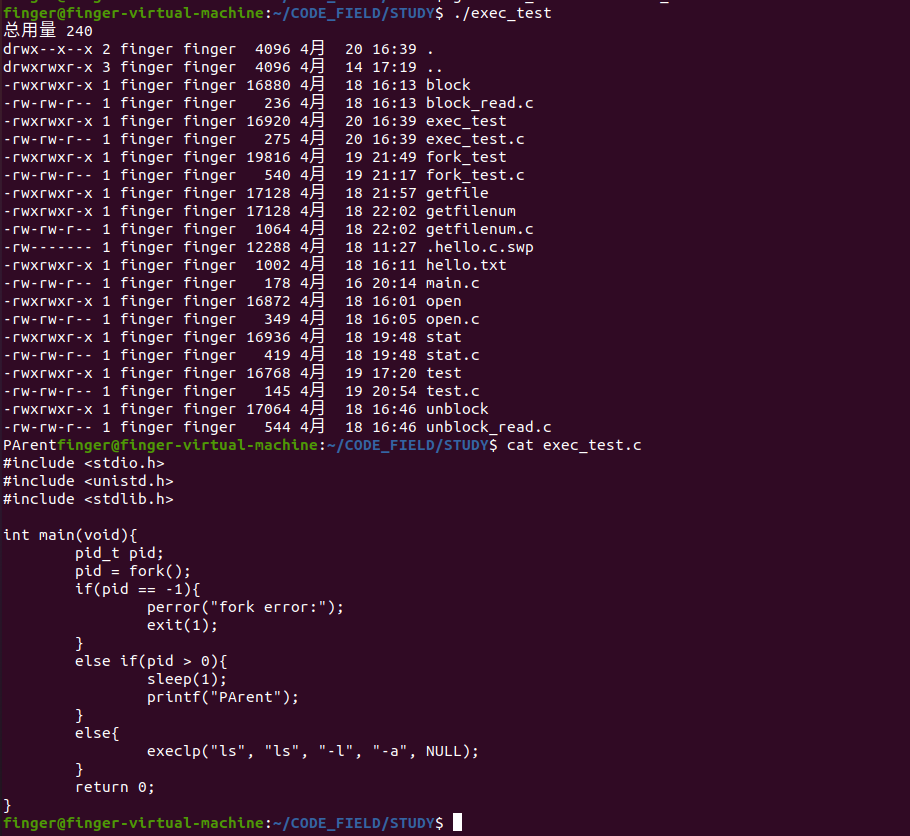 finger@finger-virtual-machine:~/CODE_FIELD/STUDY$ ./exec_test
总用量 240
drwx--x--x 2 finger finger  4096 4月  20 16:39 .
drwxrwxr-x 3 finger finger  4096 4月  14 17:19 ..
-rwxrwxr-x 1 finger finger 16880 4月  18 16:13 block
-rw-rw-r-- 1 finger finger   236 4月  18 16:13 block_read.c
-rwxrwxr-x 1 finger finger 16920 4月  20 16:39 exec_test
-rw-rw-r-- 1 finger finger   275 4月  20 16:39 exec_test.c
-rwxrwxr-x 1 finger finger 19816 4月  19 21:49 fork_test
-rw-rw-r-- 1 finger finger   540 4月  19 21:17 fork_test.c
-rwxrwxr-x 1 finger finger 17128 4月  18 21:57 getfile
-rwxrwxr-x 1 finger finger 17128 4月  18 22:02 getfilenum
-rw-rw-r-- 1 finger finger  1064 4月  18 22:02 getfilenum.c
-rw------- 1 finger finger 12288 4月  18 11:27 .hello.c.swp
-rwxrwxr-x 1 finger finger  1002 4月  18 16:11 hello.txt
-rw-rw-r-- 1 finger finger   178 4月  16 20:14 main.c
-rwxrwxr-x 1 finger finger 16872 4月  18 16:01 open
-rw-rw-r-- 1 finger finger   349 4月  18 16:05 open.c
-rwxrwxr-x 1 finger finger 16936 4月  18 19:48 stat
-rw-rw-r-- 1 finger finger   419 4月  18 19:48 stat.c
-rwxrwxr-x 1 finger finger 16768 4月  19 17:20 test
-rw-rw-r-- 1 finger finger   145 4月  19 20:54 test.c
-rwxrwxr-x 1 finger finger 17064 4月  18 16:46 unblock
-rw-rw-r-- 1 finger finger   544 4月  18 16:46 unblock_read.c
PArentfinger@finger-virtual-machine:~/CODE_FIELD/STUDY$ cat exec_test.c
#include <stdio.h>
#include <unistd.h>
#include <stdlib.h>

int main(void){
        pid_t pid;
        pid = fork();
        if(pid == -1){
                perror("fork error:");
                exit(1);
        }
        else if(pid > 0){
                sleep(1);
                printf("PArent");
        }
        else{
                execlp("ls", "ls", "-l", "-a", NULL);
        }
        return 0;
}
finger@finger-virtual-machine:~/CODE_FIELD/STUDY$